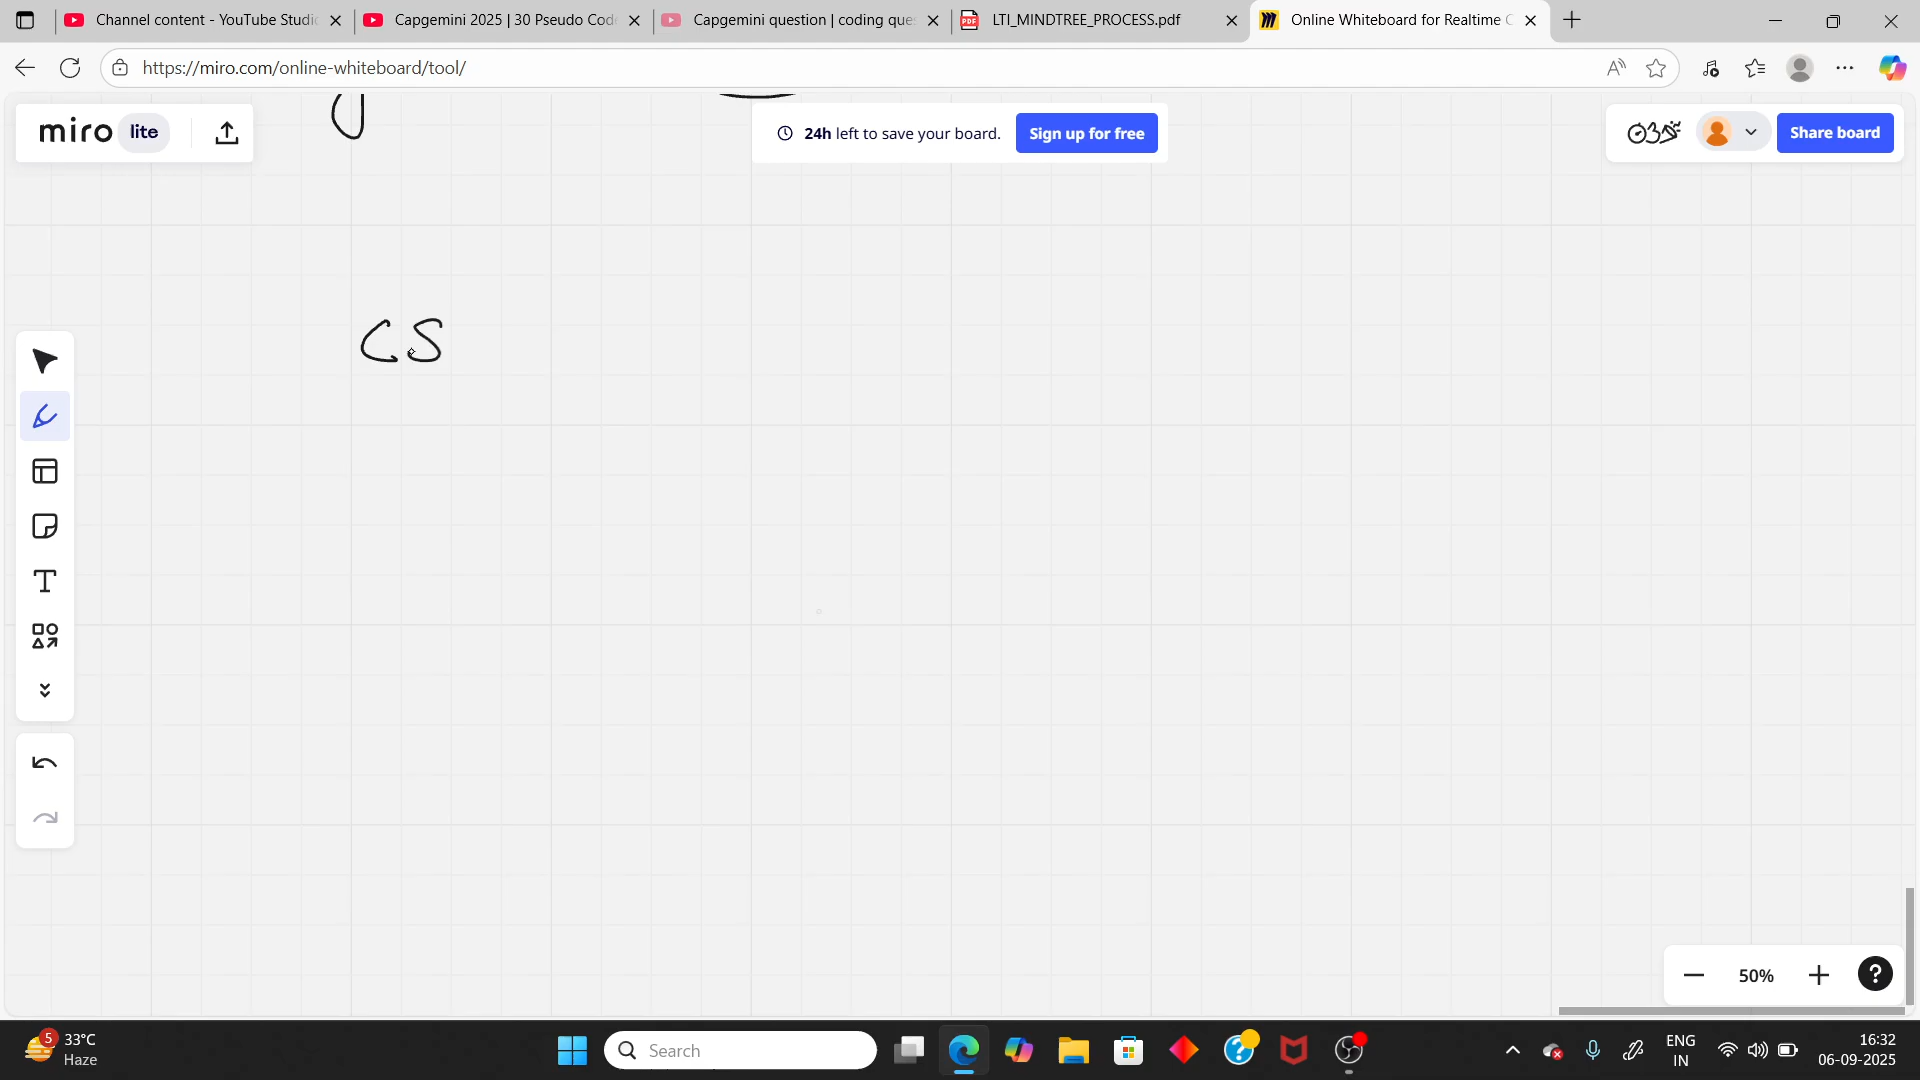 Channel content - YouTube Studi
Capgemini 2025 | 30 Pseudo Cod
Capgemini question | coding que
LTI_MINDTREE_PROCESS.pdf
Online Whiteboard for Realtime C
https://miro.com/online-whiteboard/tool/
miro lite
24h left to save your board.
Sign up for free
Share board
CS
50%
5
33°C
Haze
Search
ENG
IN
16:32
06-09-2025